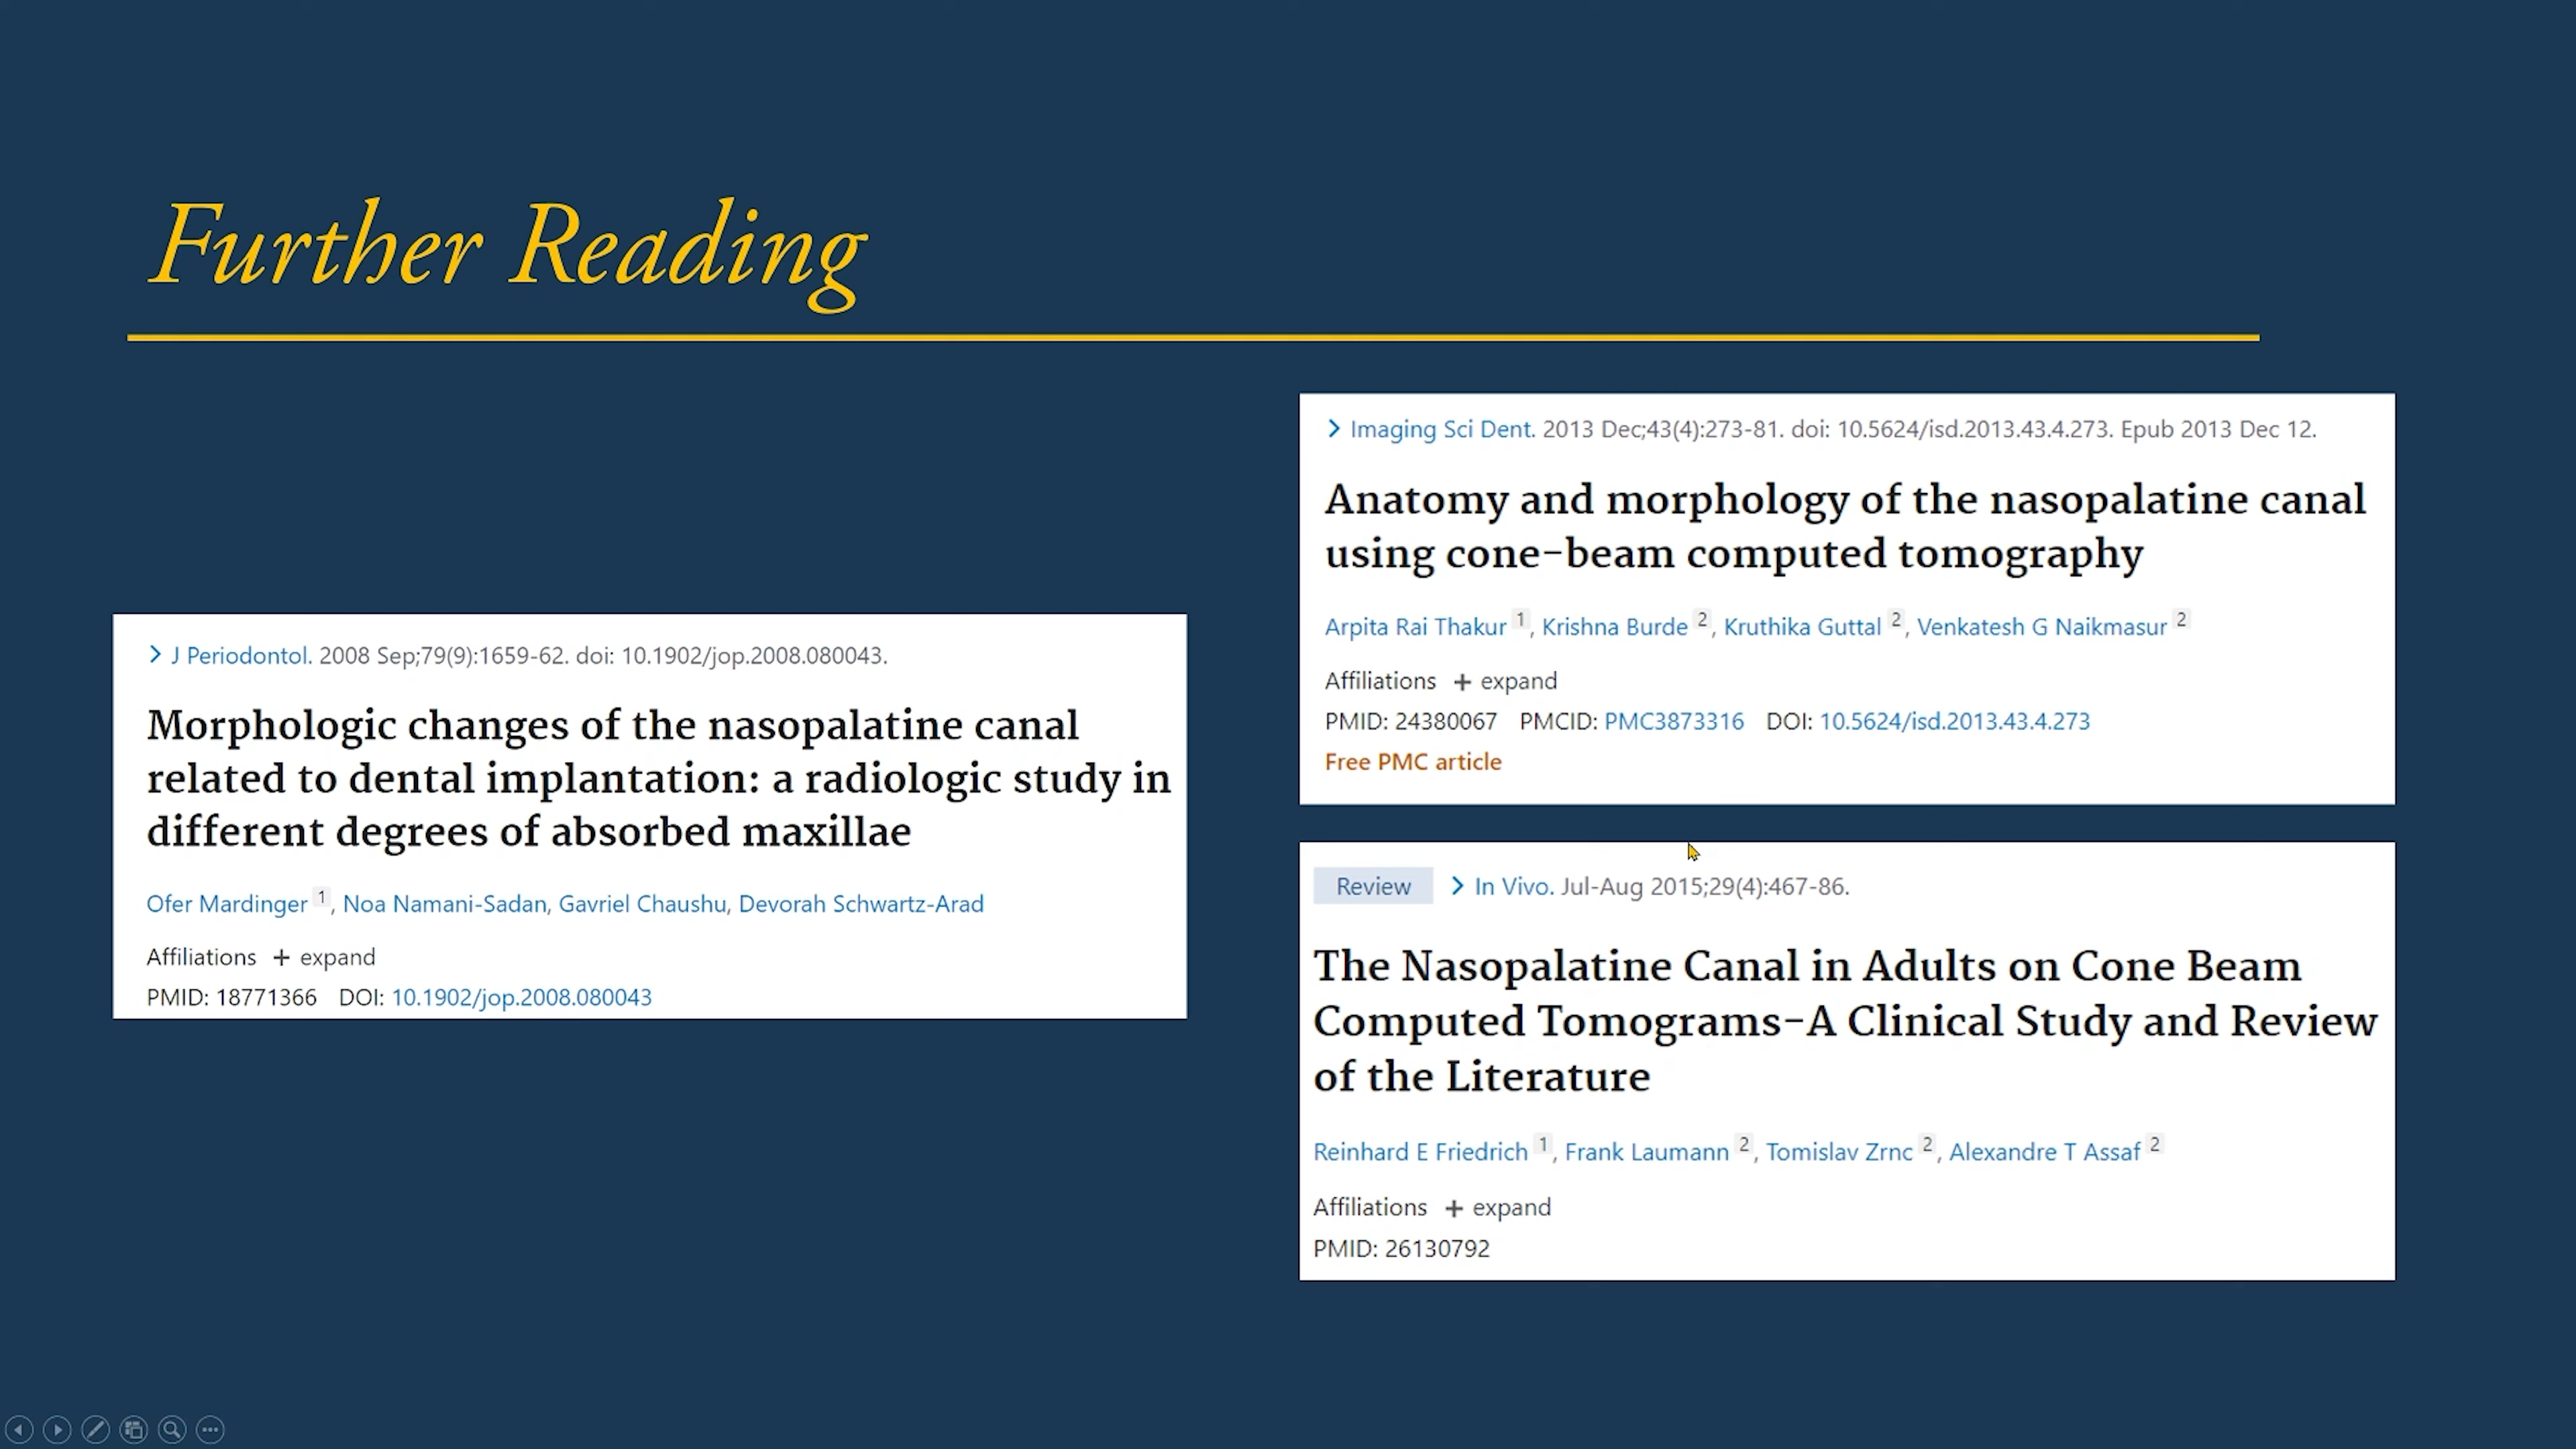 Further Reading
J Periodontol. 2008 Sep;79(9):1659-62. doi: 10.1902/jop.2008.080043.
Morphologic changes of the nasopalatine canal
related to dental implantation: a radiologic study in
different degrees of absorbed maxillae
Ofer Mardinger 1, Noa Namani-Sadan, Gavriel Chaushu, Devorah Schwartz-Arad
Affiliations + expand
PMID: 18771366 DOI: 10.1902/jop.2008.080043
Imaging Sci Dent. 2013 Dec;43(4):273-81. doi: 10.5624/isd.2013.43.4.273. Epub 2013 Dec 12.
Anatomy and morphology of the nasopalatine canal
using cone-beam computed tomography
Arpita Rai Thakur 1, Krishna Burde 2, Kruthika Guttal 2, Venkatesh G Naikmasur 2
Affiliations + expand
PMID: 24380067 PMCID: PMC3873316 DOI: 10.5624/isd.2013.43.4.273
Free PMC article
Review > In Vivo. Jul-Aug 2015;29(4):467-86.
The Nasopalatine Canal in Adults on Cone Beam
Computed Tomograms-A Clinical Study and Review
of the Literature
Reinhard E Friedrich 1, Frank Laumann 2, Tomislav Zrnc 2, Alexandre T Assaf 2
Affiliations + expand
PMID: 26130792